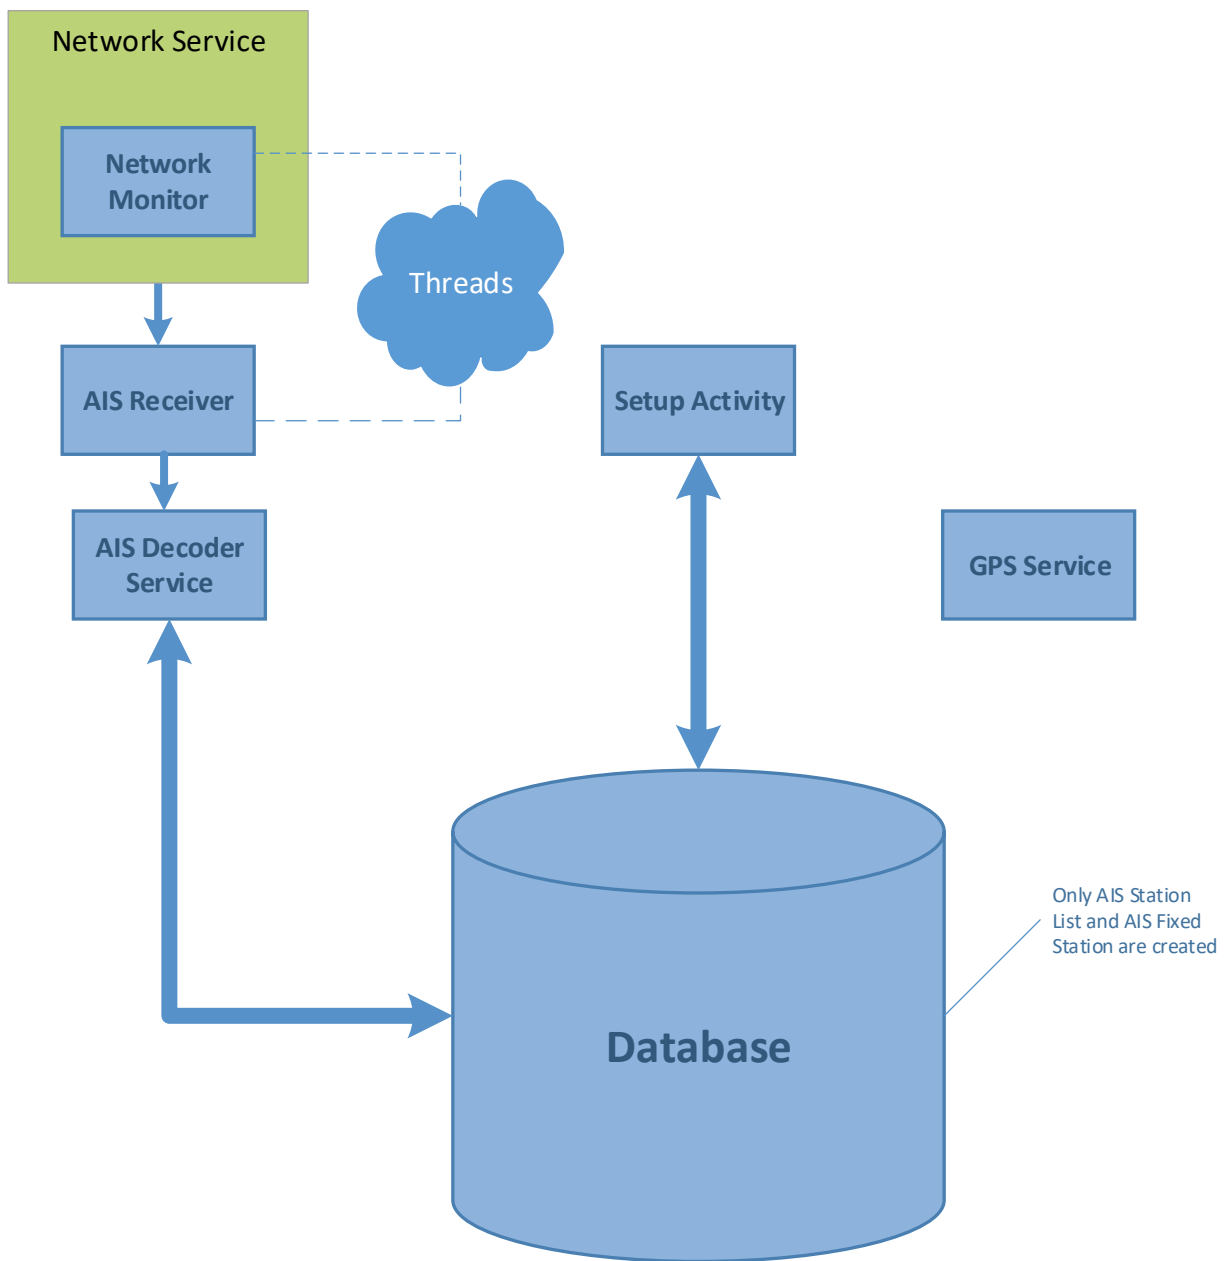 Network Service
Network
Monitor
Threads
AIS Receiver
Setup Activity
AIS Decoder
Service
GPS Service
Only AIS Station
List and AIS Fixed
Station are created
Database